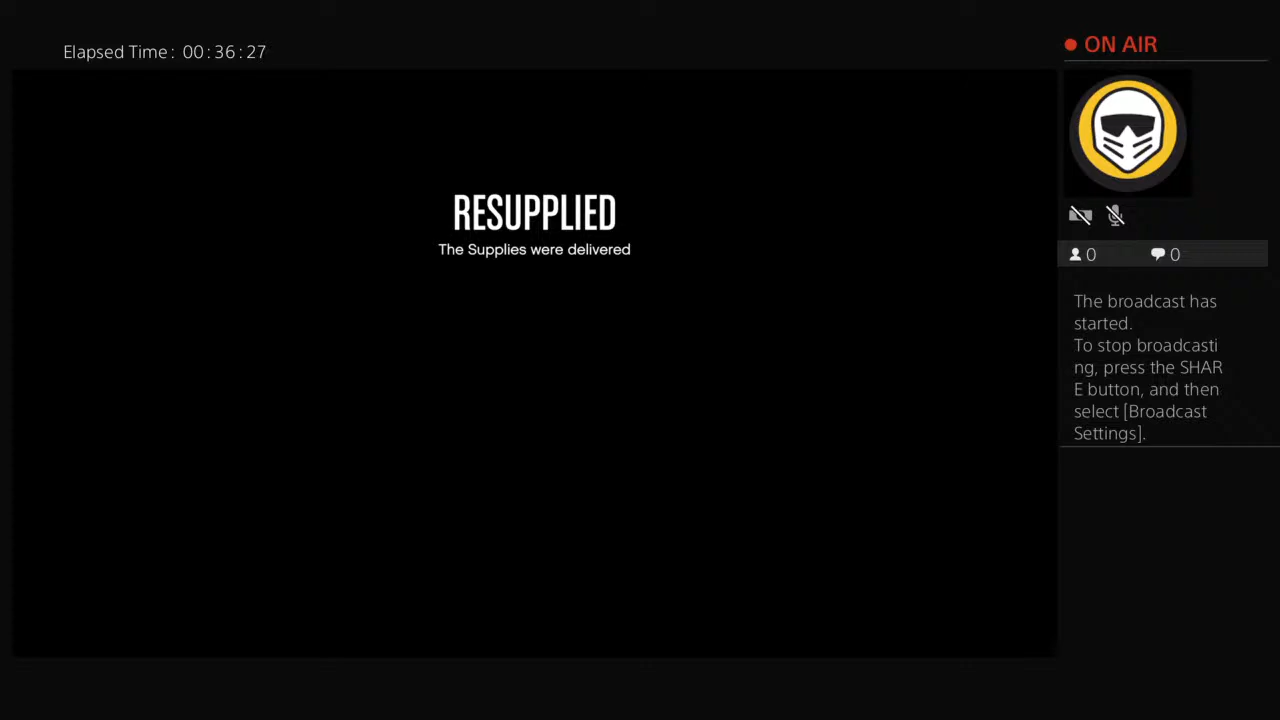 Elapsed Time: 00:36:27
ON AIR
RESUPPLIED
The Supplies were delivered
0
0
The broadcast has
started.
To stop broadcasti
ng, press the SHAR
E button, and then
select [Broadcast
Settings].